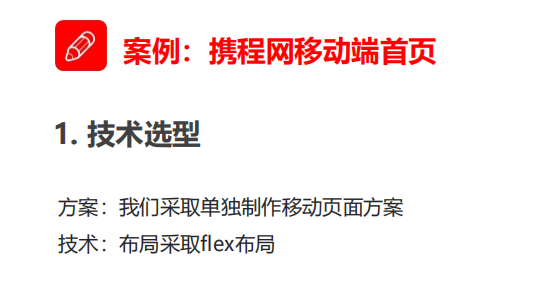 案例：携程网移动端首页
1. 技术选型
方案：我们采取单独制作移动页面方案
技术：布局采取flex布局